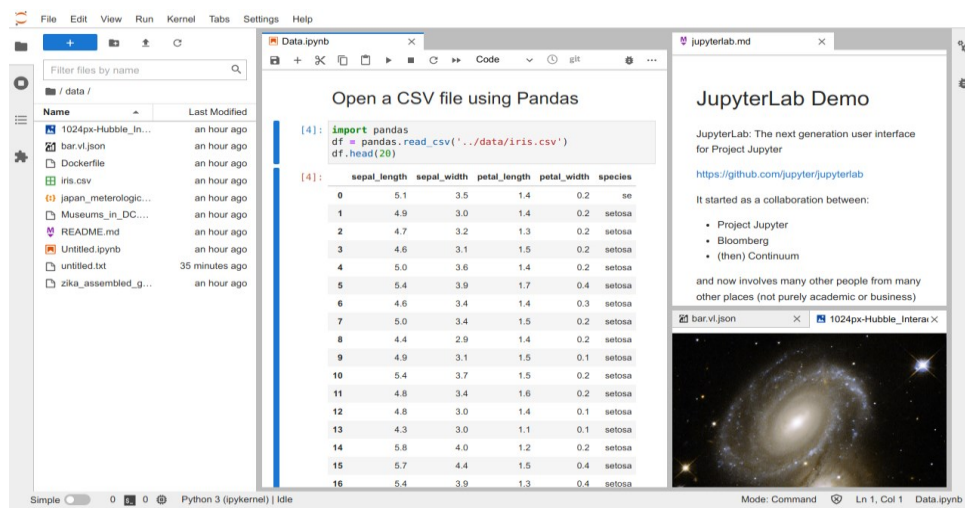 File Edit View Run Kernel Tabs Settings Help
Filter files by name
/ data /
Name Last Modified
1024px-Hubble_In... an hour ago
bar.vl.json an hour ago
Dockerfile an hour ago
iris.csv an hour ago
japan_meterologic... an hour ago
Museums_in_DC.... an hour ago
README.md an hour ago
Untitled.ipynb an hour ago
untitled.txt 35 minutes ago
zika_assembled_g... an hour ago
Data.ipynb
Code git
Open a CSV file using Pandas
[4]: import pandas
df = pandas.read_csv('../data/iris.csv')
df.head(20)
[4]: sepal_length sepal_width petal_length petal_width species
0 5.1 3.5 1.4 0.2 se
1 4.9 3.0 1.4 0.2 setosa
2 4.7 3.2 1.3 0.2 setosa
3 4.6 3.1 1.5 0.2 setosa
4 5.0 3.6 1.4 0.2 setosa
5 5.4 3.9 1.7 0.4 setosa
6 4.6 3.4 1.4 0.3 setosa
7 5.0 3.4 1.5 0.2 setosa
8 4.4 2.9 1.4 0.2 setosa
9 4.9 3.1 1.5 0.1 setosa
10 5.4 3.7 1.5 0.2 setosa
11 4.8 3.4 1.6 0.2 setosa
12 4.8 3.0 1.4 0.1 setosa
13 4.3 3.0 1.1 0.1 setosa
14 5.8 4.0 1.2 0.2 setosa
15 5.7 4.4 1.5 0.4 setosa
16 5.4 3.9 1.3 0.4 setosa
jupyterlab.md
JupyterLab Demo
JupyterLab: The next generation user interface
for Project Jupyter
https://github.com/jupyter/jupyterlab
It started as a collaboration between:
• Project Jupyter
• Bloomberg
• (then) Continuum
and now involves many other people from many
other places (not purely academic or business)
bar.vl.json 1024px-Hubble_Intera
Simple 0 0 Python 3 (ipykernel) | Idle Mode: Command Ln 1, Col 1 Data.ipynb